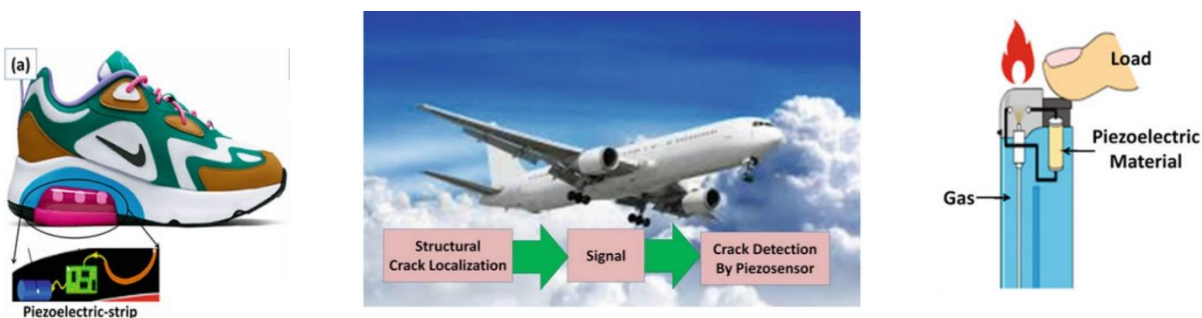 (a)
Piezoelectric-strip
Structural
Crack Localization
Signal
Crack Detection
By Piezosensor
Load
Piezoelectric
Material
Gas